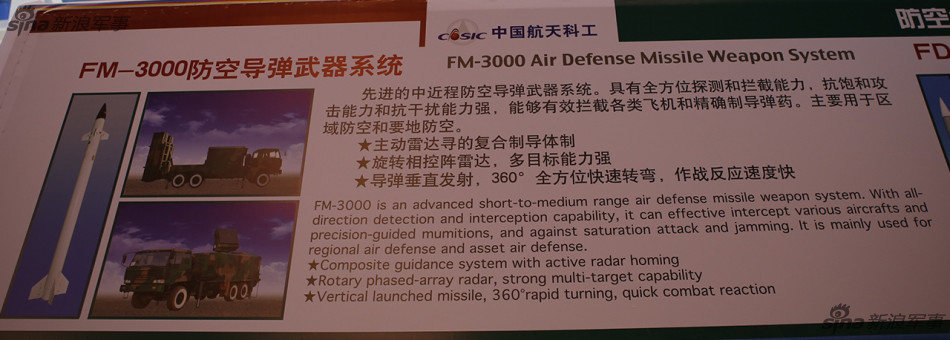 sina 新浪军事
COSIC 中国航天科工
防空
FM-3000防空导弹武器系统
FM-3000 Air Defense Missile Weapon System
FD
先进的中近程防空导弹武器系统。具有全方位探测和拦截能力，抗饱和攻
击能力和抗干扰能力强，能够有效拦截各类飞机和精确制导弹药。主要用于区
域防空和要地防空。
★主动雷达寻的复合制导体制
★旋转相控阵雷达，多目标能力强
★导弹垂直发射，360°全方位快速转弯，作战反应速度快
FM-3000 is an advanced short-to-medium range air defense missile weapon system. With all-
direction detection and interception capability, it can effective intercept various aircrafts and
precision-guided mumitions, and against saturation attack and jamming. It is mainly used for
regional air defense and asset air defense.
★Composite guidance system with active radar homing
★Rotary phased-array radar, strong multi-target capability
★Vertical launched missile, 360°rapid turning, quick combat reaction
sina 新浪军事